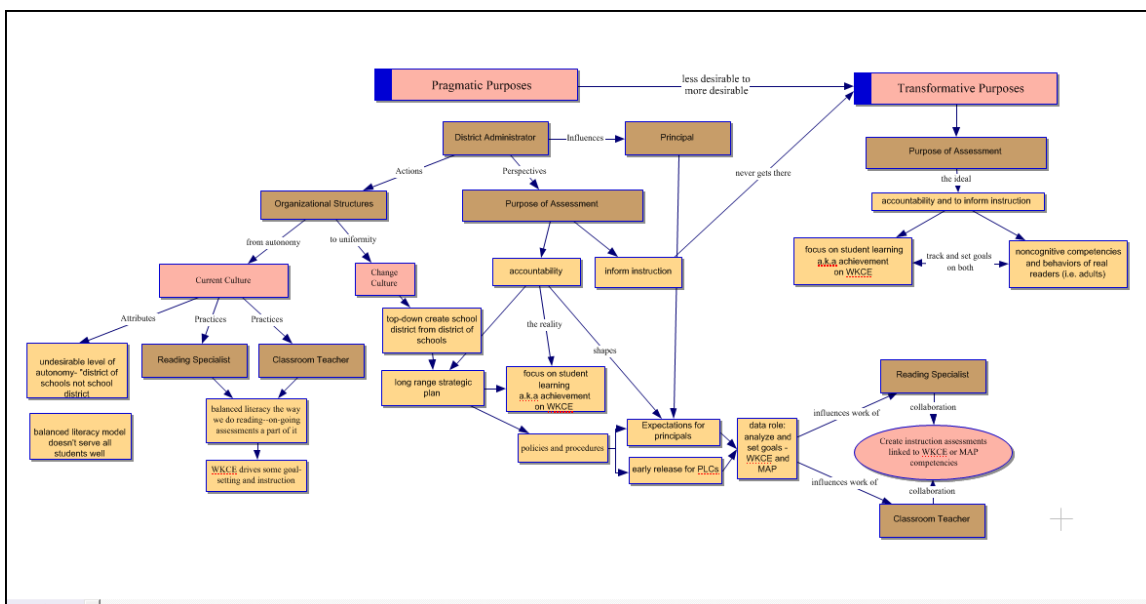 Pragmatic Purposes
less desirable to
more desirable
Transformative Purposes
District Administrator
Influences
Principal
Purpose of Assessment
the ideal
accountability and to inform instruction
focus on student learning
a.k.a achievement
on WKCE
track and set goals
on both
noncognitive competencies
and behaviors of real
readers (i.e. adults)
Actions
Perspectives
never gets there
Organizational Structures
Purpose of Assessment
from autonomy
to uniformity
Current Culture
Change
Culture
accountability
inform instruction
Attributes
Practices
Practices
top-down create school
district from district of
schools
the reality
shapes
undesirable level of
autonomy- "district of
schools not school
district
Reading Specialist
Classroom Teacher
long range strategic
plan
focus on student
learning
a.k.a achievement
on WKCE
balanced literacy model
doesn't serve all
students well
balanced literacy the way
we do reading--on-going
assessments a part of it
WKCE drives some goal-
setting and instruction
policies and procedures
Expectations for
principals
early release for PLCs
data role:
analyze and
set goals -
WKCE and
MAP
influences work of
influences work of
Reading Specialist
collaboration
Create instruction assessments
linked to WKCE or MAP
competencies
collaboration
Classroom Teacher